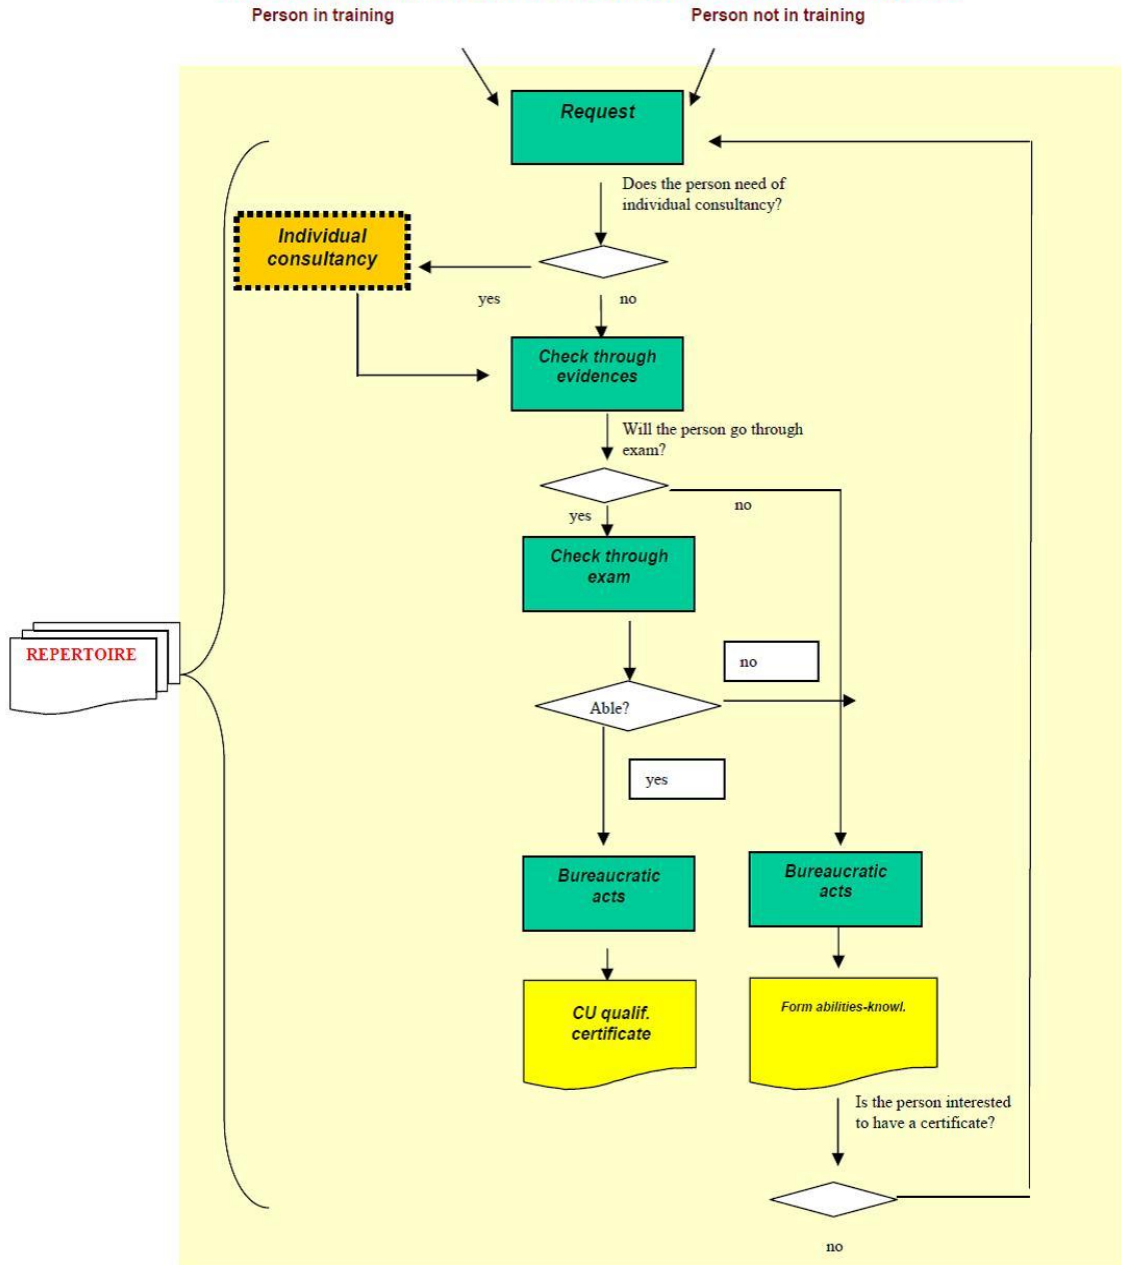 Person in training
Person not in training
Request
Does the person need of
individual consultancy?
Individual
consultancy
yes
no
Check through
evidences
Will the person go through
exam?
yes
no
Check through
exam
REPERTOIRE
no
Able?
yes
Bureaucratic
acts
Bureaucratic
acts
CU qualif.
certificate
Form abilities-knowl.
Is the person interested
to have a certificate?
no